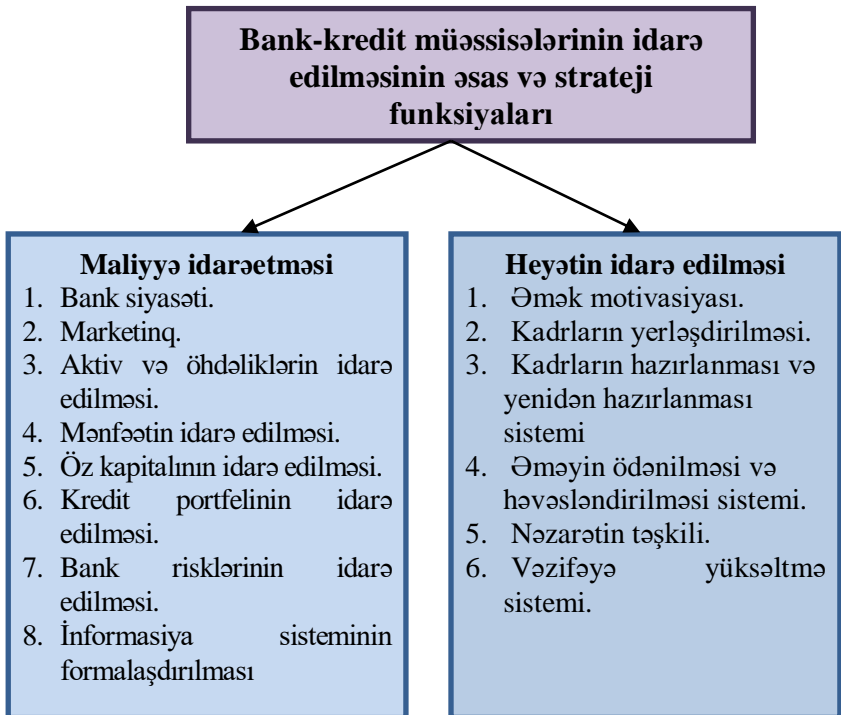 Bank-kredit müəssisələrinin idarə
edilməsinin əsas və strateji
funksiyaları
Maliyyə idarəetməsi
1. Bank siyasəti.
2. Marketinq.
3. Aktiv və öhdəliklərin idarə
edilməsi.
4. Mənfəətin idarə edilməsi.
5. Öz kapitalının idarə edilməsi.
6. Kredit portfelinin idarə
edilməsi.
7. Bank risklərinin idarə
edilməsi.
8. İnformasiya sisteminin
formalaşdırılması
Heyətin idarə edilməsi
1. Əmək motivasiyası.
2. Kadrların yerləşdirilməsi.
3. Kadrların hazırlanması və
yenidən hazırlanması
sistemi
4. Əməyin ödənilməsi və
həvəsləndirilməsi sistemi.
5. Nəzarətin təşkili.
6. Vəzifəyə yüksəltmə
sistemi.